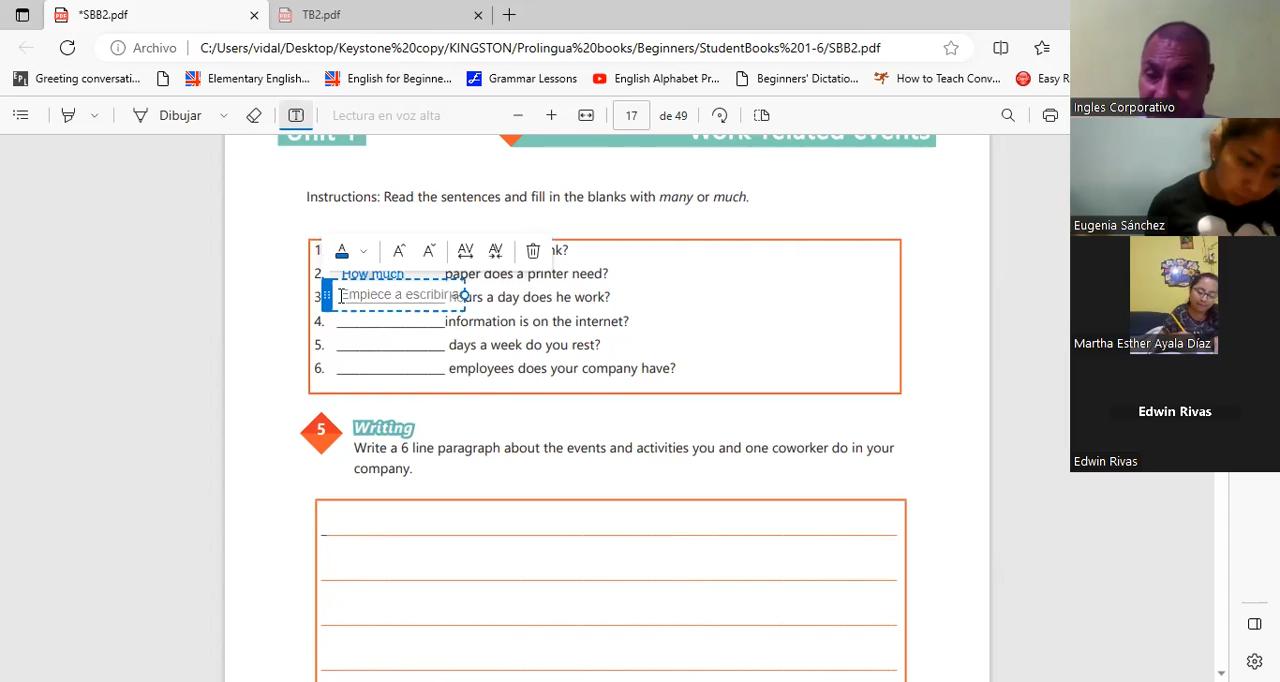 *SBB2.pdf
TB2.pdf
Archivo
C:/Users/vidal/Desktop/Keystone%20copy/KINGSTON/Prolingua%20books/Beginners/StudentBooks%201-6/SBB2.pdf
Greeting conversati...
Elementary English...
English for Beginne...
Grammar Lessons
English Alphabet Pr...
Beginners' Dictatio...
How to Teach Conv...
Easy R
Dibujar
Lectura en voz alta
17
de 49
Unit 1
Work related events
Instructions: Read the sentences and fill in the blanks with many or much.
1
nk?
2. How much paper does a printer need?
3 Empiece a escribir a hours a day does he work?
4. ________________information is on the internet?
5. ________________ days a week do you rest?
6. ________________ employees does your company have?
5
Writing
Write a 6 line paragraph about the events and activities you and one coworker do in your
company.
Ingles Corporativo
Eugenia Sánchez
Martha Esther Ayala Díaz
Edwin Rivas
Edwin Rivas